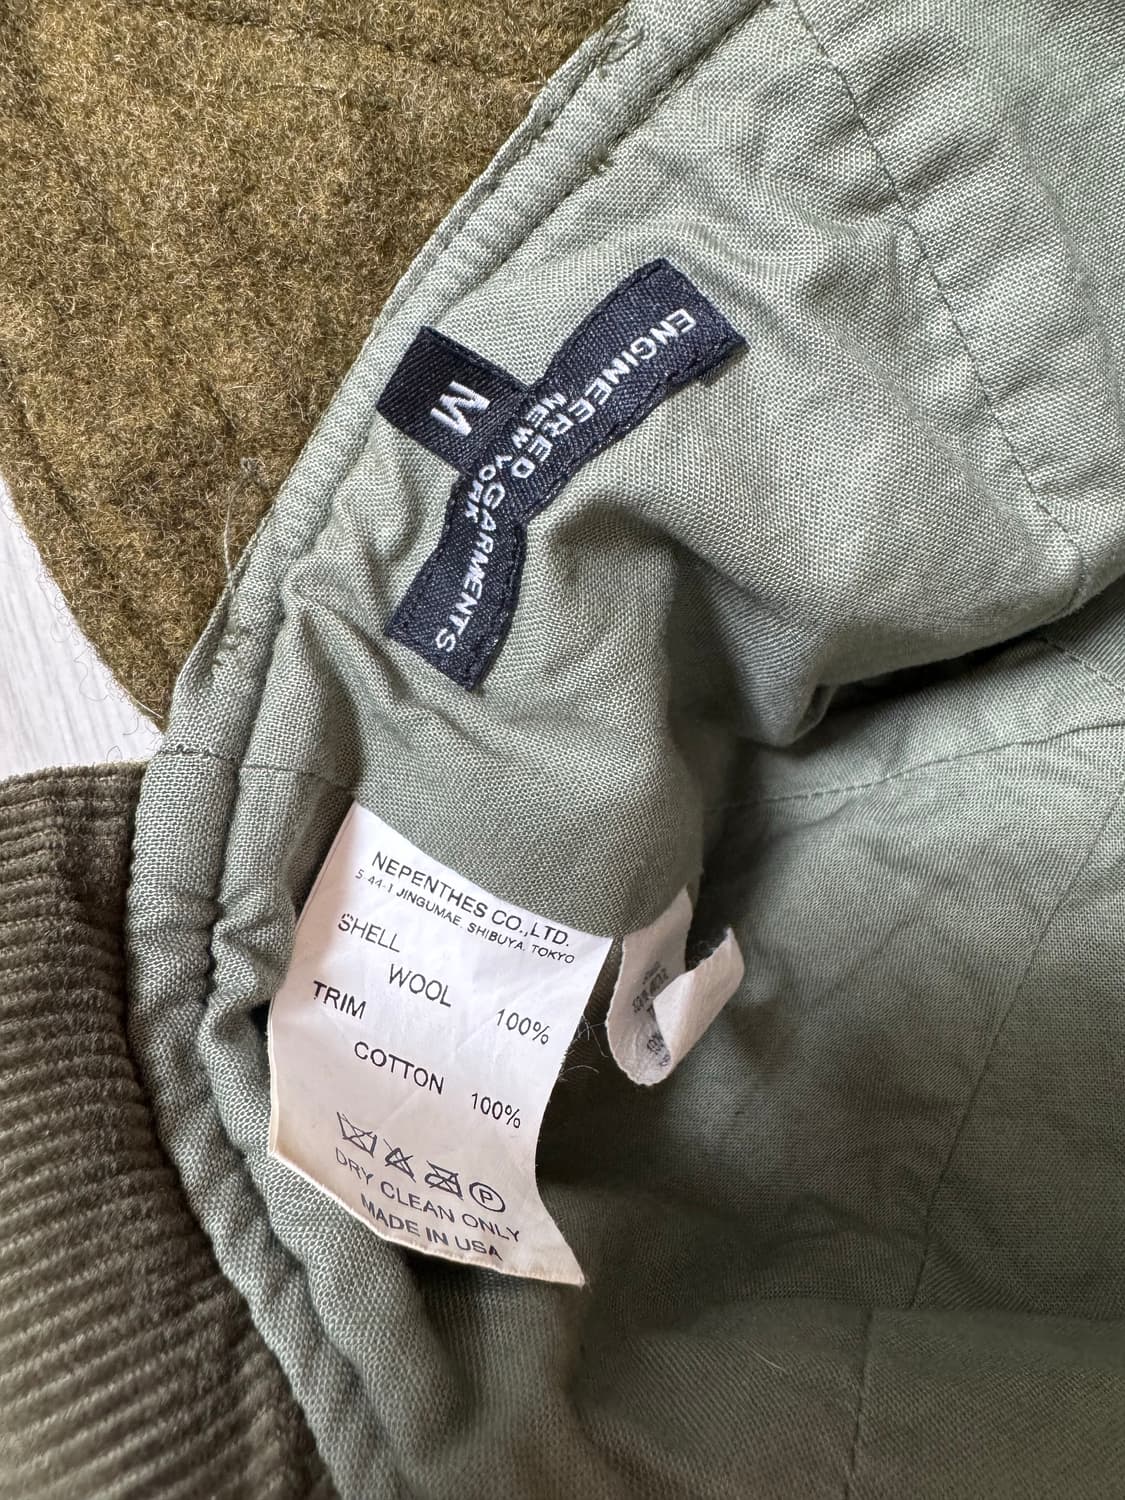 ENGINEERED GARMENTS
NEW YORK
M
NEPENTHES CO.,LTD.
5-44-1 JINGUMAE, SHIBUYA, TOKYO
SHELL
WOOL 100%
TRIM
COTTON 100%
P
DRY CLEAN ONLY
MADE IN USA